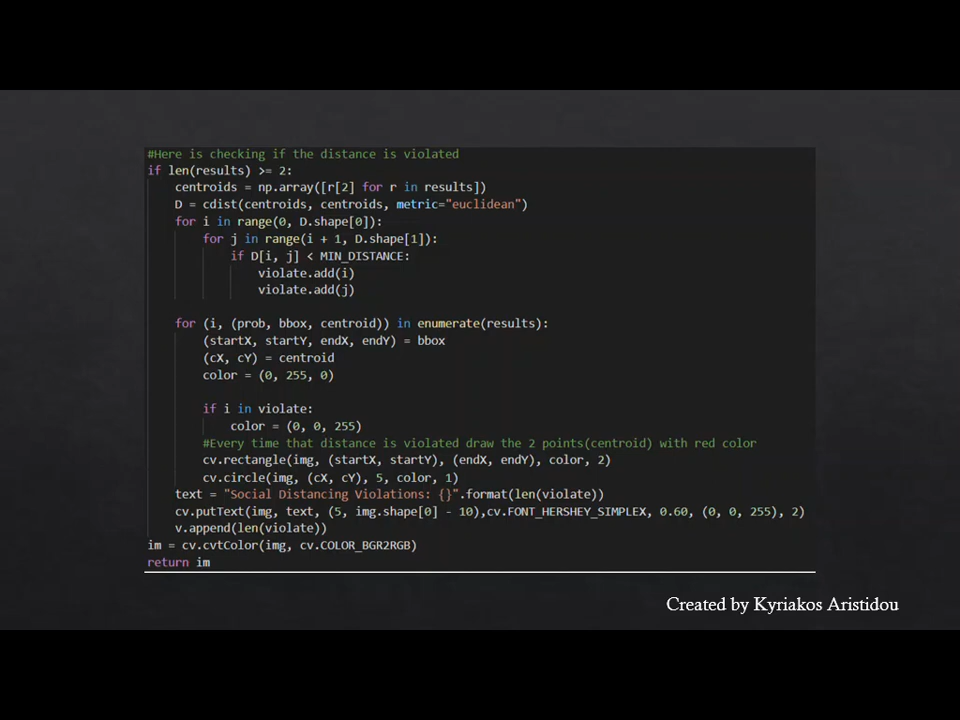 #Here is checking if the distance is violated
if len(results) >= 2:
    centroids = np.array([r[2] for r in results])
    D = cdist(centroids, centroids, metric="euclidean")
    for i in range(0, D.shape[0]):
        for j in range(i + 1, D.shape[1]):
            if D[i, j] < MIN_DISTANCE:
                violate.add(i)
                violate.add(j)
    for (i, (prob, bbox, centroid)) in enumerate(results):
        (startX, startY, endX, endY) = bbox
        (cX, cY) = centroid
        color = (0, 255, 0)
        if i in violate:
            color = (0, 0, 255)
        #Every time that distance is violated draw the 2 points(centroid) with red color
        cv.rectangle(img, (startX, startY), (endX, endY), color, 2)
        cv.circle(img, (cX, cY), 5, color, 1)
    text = "Social Distancing Violations: {}".format(len(violate))
    cv.putText(img, text, (5, img.shape[0] - 10),cv.FONT_HERSHEY_SIMPLEX, 0.60, (0, 0, 255), 2)
    v.append(len(violate))
im = cv.cvtColor(img, cv.COLOR_BGR2RGB)
return im
Created by Kyriakos Aristidou